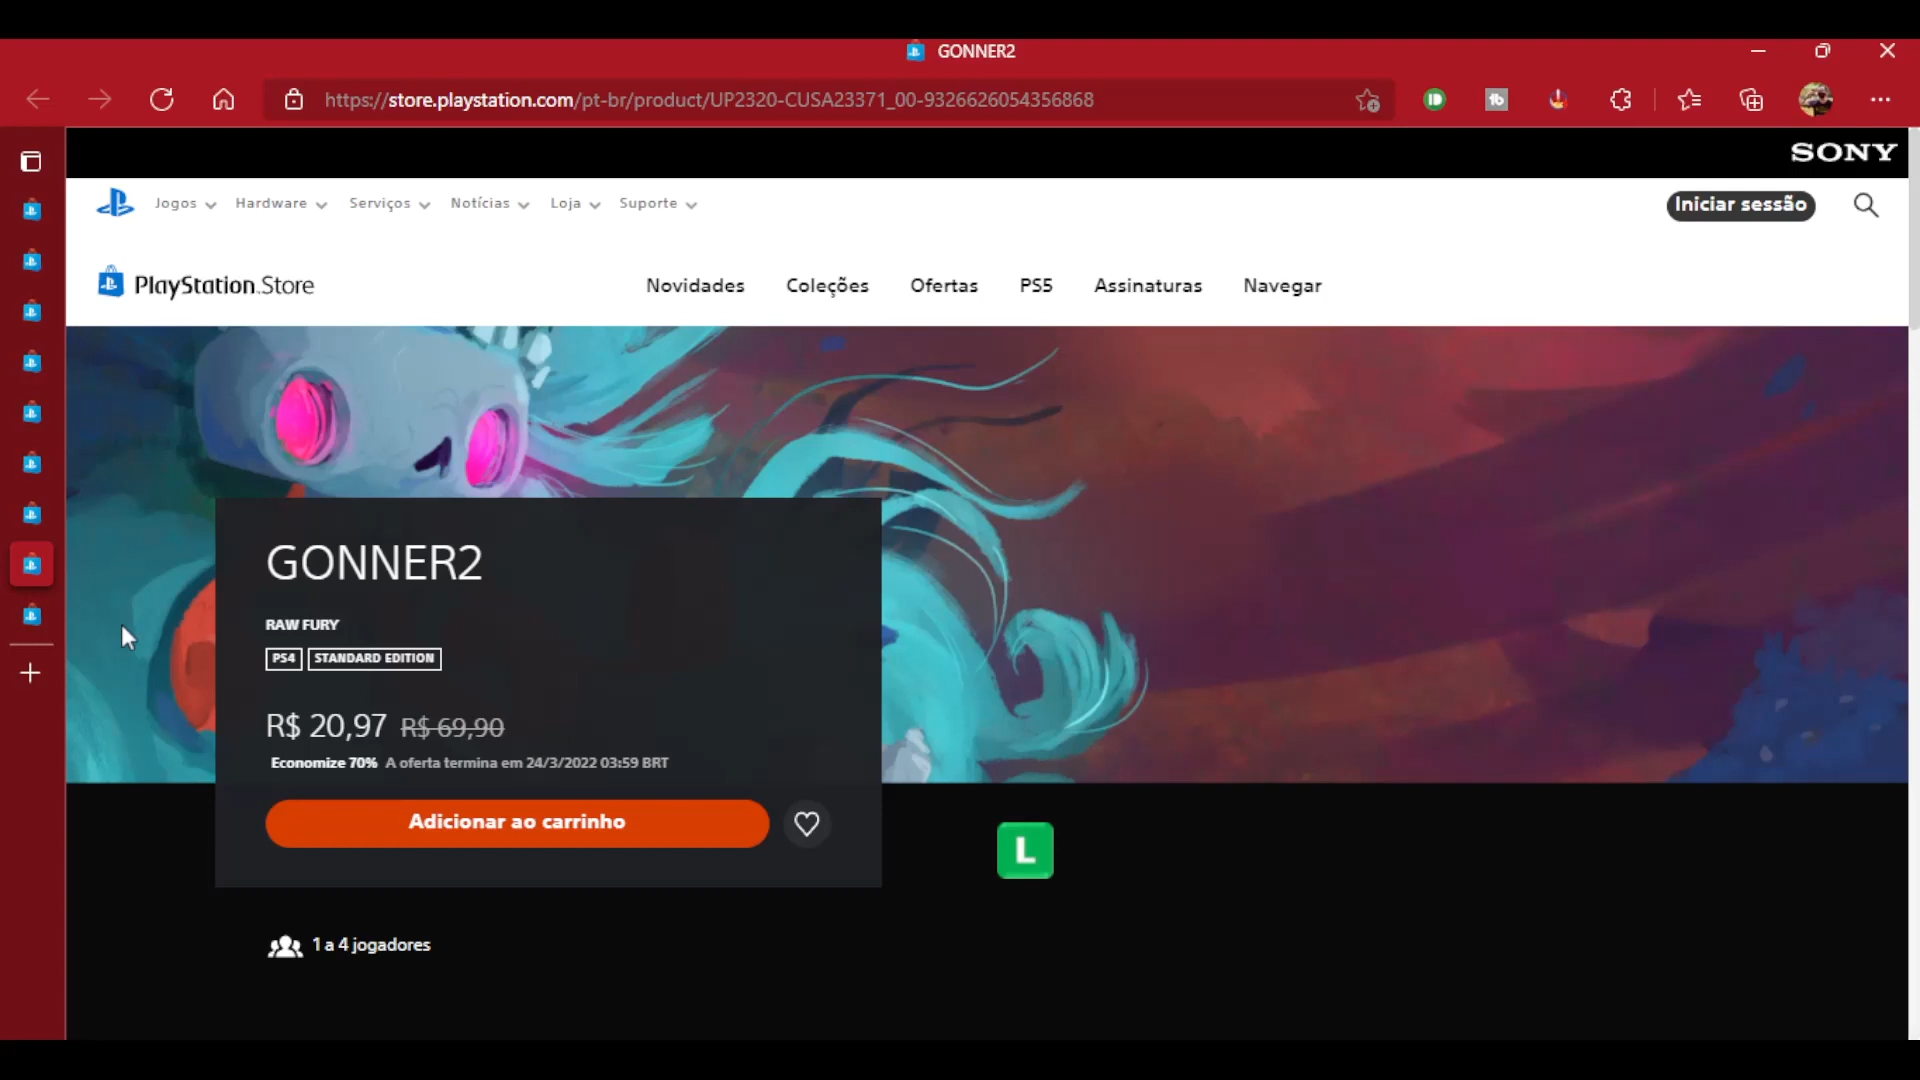 GONNER2
https://store.playstation.com/pt-br/product/UP2320-CUSA23371_00-9326626054356868
SONY
Jogos Hardware Serviços Notícias Loja Suporte
Iniciar sessão
PlayStation.Store
Novidades Coleções Ofertas PS5 Assinaturas Navegar
GONNER2
RAW FURY
PS4 STANDARD EDITION
R$ 20,97 R$ 69,90
Economize 70% A oferta termina em 24/3/2022 03:59 BRT
Adicionar ao carrinho
L
1 a 4 jogadores